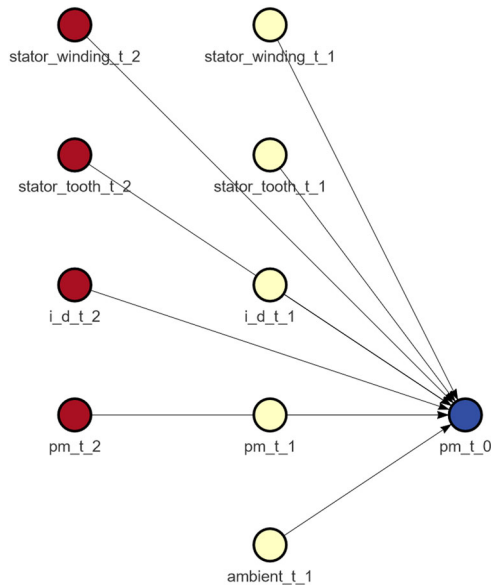 stator_winding_t_2
stator_winding_t_1
stator_tooth_t_2
stator_tooth_t_1
i_d_t_2
i_d_t_1
pm_t_2
pm_t_1
pm_t_0
ambient_t_1